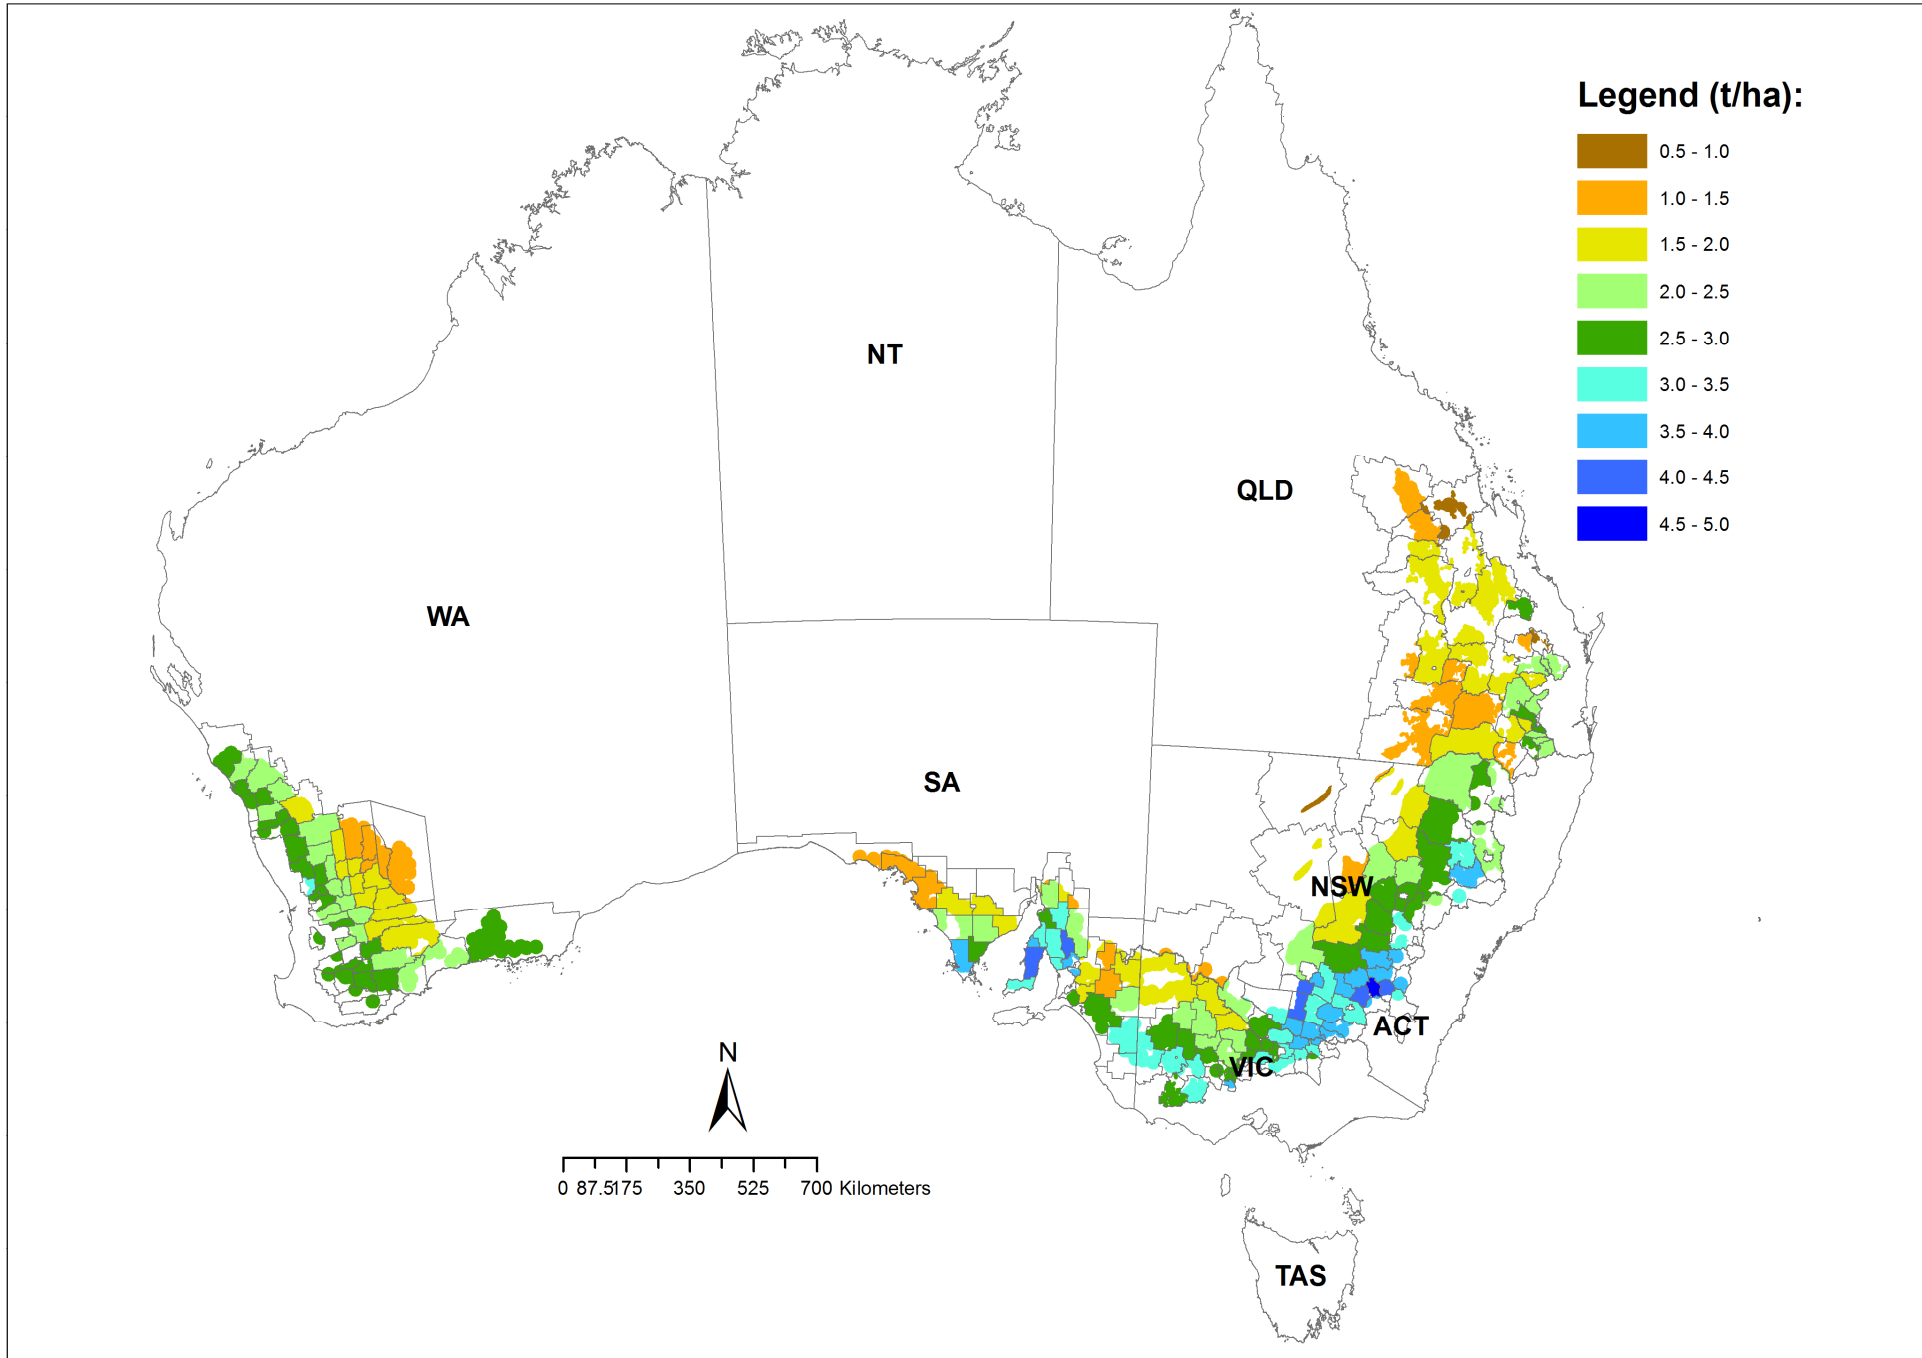 Legend (t/ha):
0.5 - 1.0
1.0 - 1.5
1.5 - 2.0
2.0 - 2.5
2.5 - 3.0
3.0 - 3.5
3.5 - 4.0
4.0 - 4.5
4.5 - 5.0
NT
QLD
WA
SA
NSW
ACT
VIC
N
0 87.5175 350 525 700 Kilometers
TAS